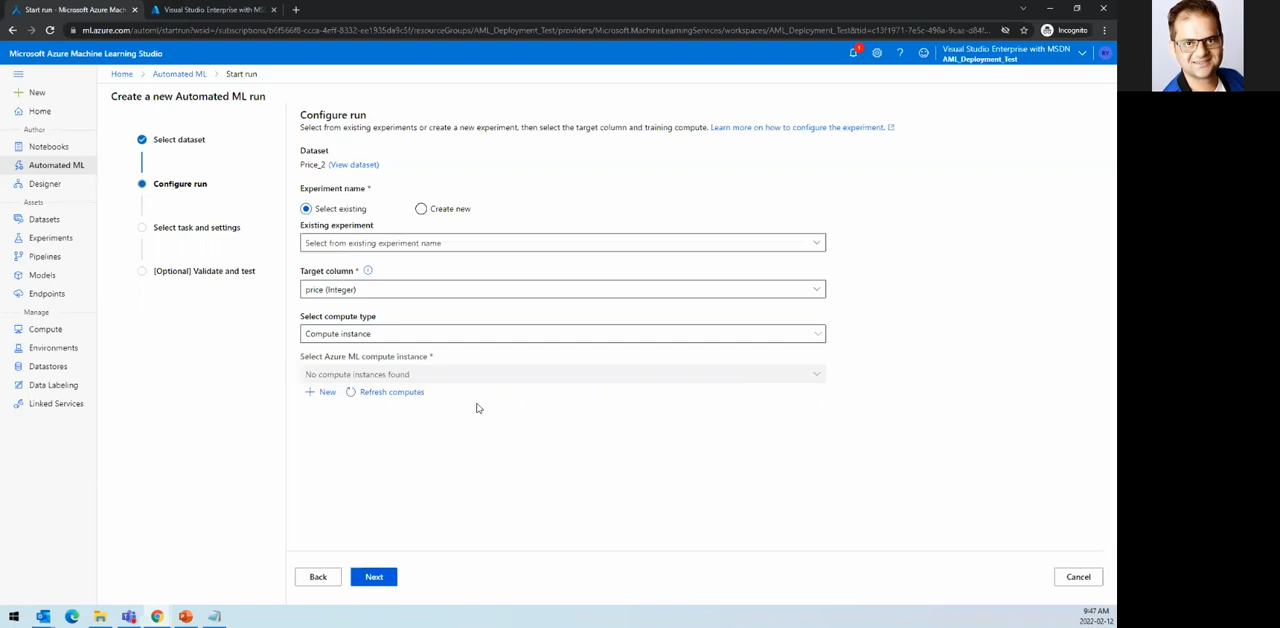 Start run - Microsoft Azure Mach
Visual Studio Enterprise with MS
Incognito
Microsoft Azure Machine Learning Studio
1
Visual Studio Enterprise with MSDN
AML_Deployment_Test
Home > Automated ML > Start run
New
Home
Author
Notebooks
Automated ML
Designer
Assets
Datasets
Experiments
Pipelines
Models
Endpoints
Manage
Compute
Environments
Datastores
Data Labeling
Linked Services
Create a new Automated ML run
Select dataset
Configure run
Select task and settings
[Optional] Validate and test
Configure run
Select from existing experiments or create a new experiment, then select the target column and training compute. Learn more on how to configure the experiment.
Dataset
Price_2 (View dataset)
Experiment name *
Select existing
Create new
Existing experiment
Select from existing experiment name
Target column *
price (Integer)
Select compute type
Compute instance
Select Azure ML compute instance *
No compute instances found
New
Refresh computes
Back
Next
Cancel
9:47 AM
2022-02-12